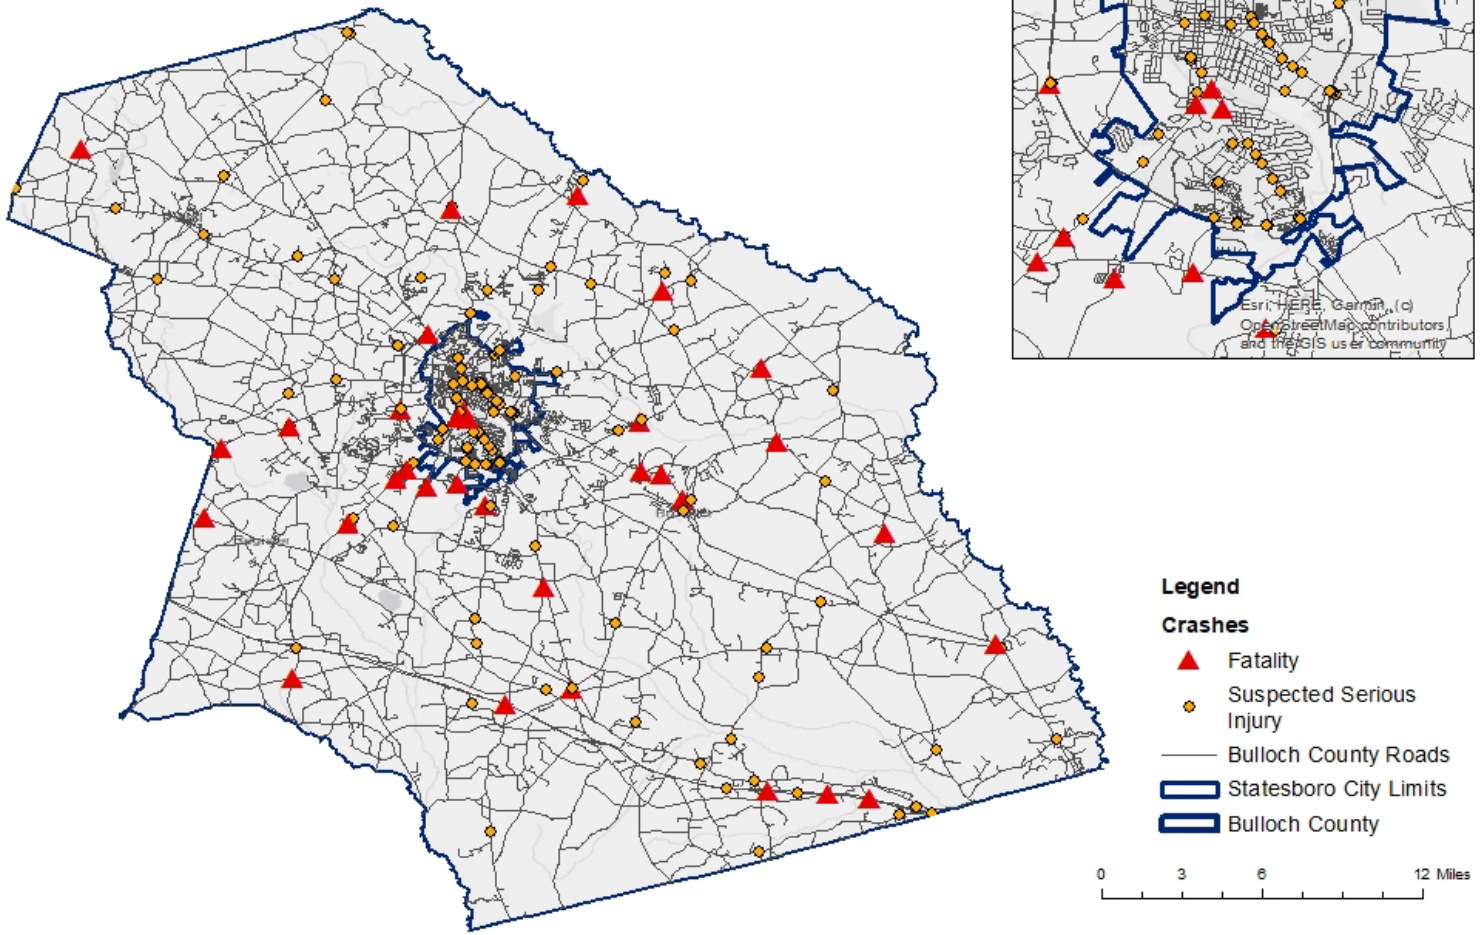 Esri, HERE, Garmin, (c)
OpenStreetMap contributors,
and the GIS user community
Legend
Crashes
Fatality
Suspected Serious
Injury
Bulloch County Roads
Statesboro City Limits
Bulloch County
0 3 6 12 Miles